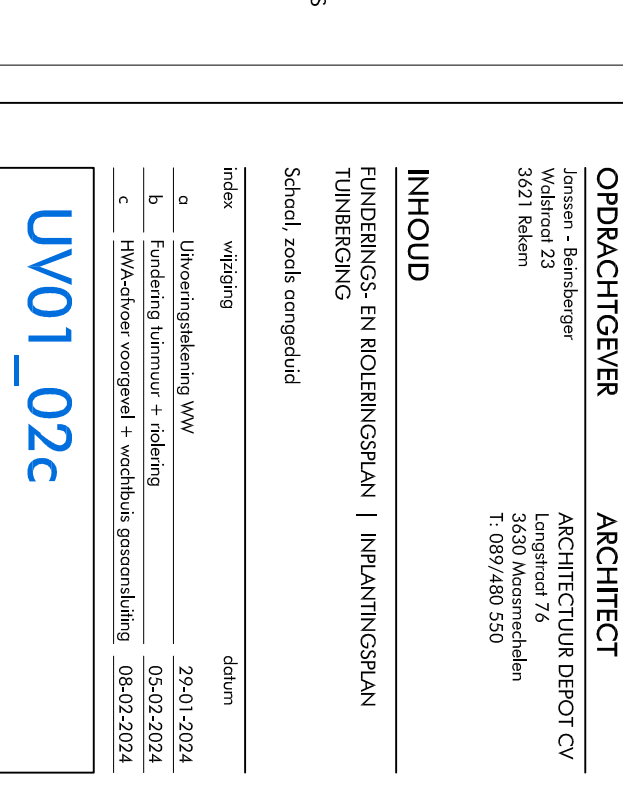 OPDRACHTGEVER
Janssen - Beinsberger
Walstraat 23
3621 Rekem
ARCHITECT
ARCHITECTUUR DEPOT CV
Langstraat 76
3630 Maasmechelen
T: 089/480 550
INHOUD
FUNDERINGS- EN RIOLERINGSPLAN | INPLANTINGSPLAN
TUINBERGING
Schaal, zoals aangeduid
index wijziging datum
a Uitvoeringstekening WW 29-01-2024
b Fundering tuinmuur + riolering 05-02-2024
c HWA-afvoer voorgevel + wachtbuis gasaansluiting 08-02-2024
UV01_02c